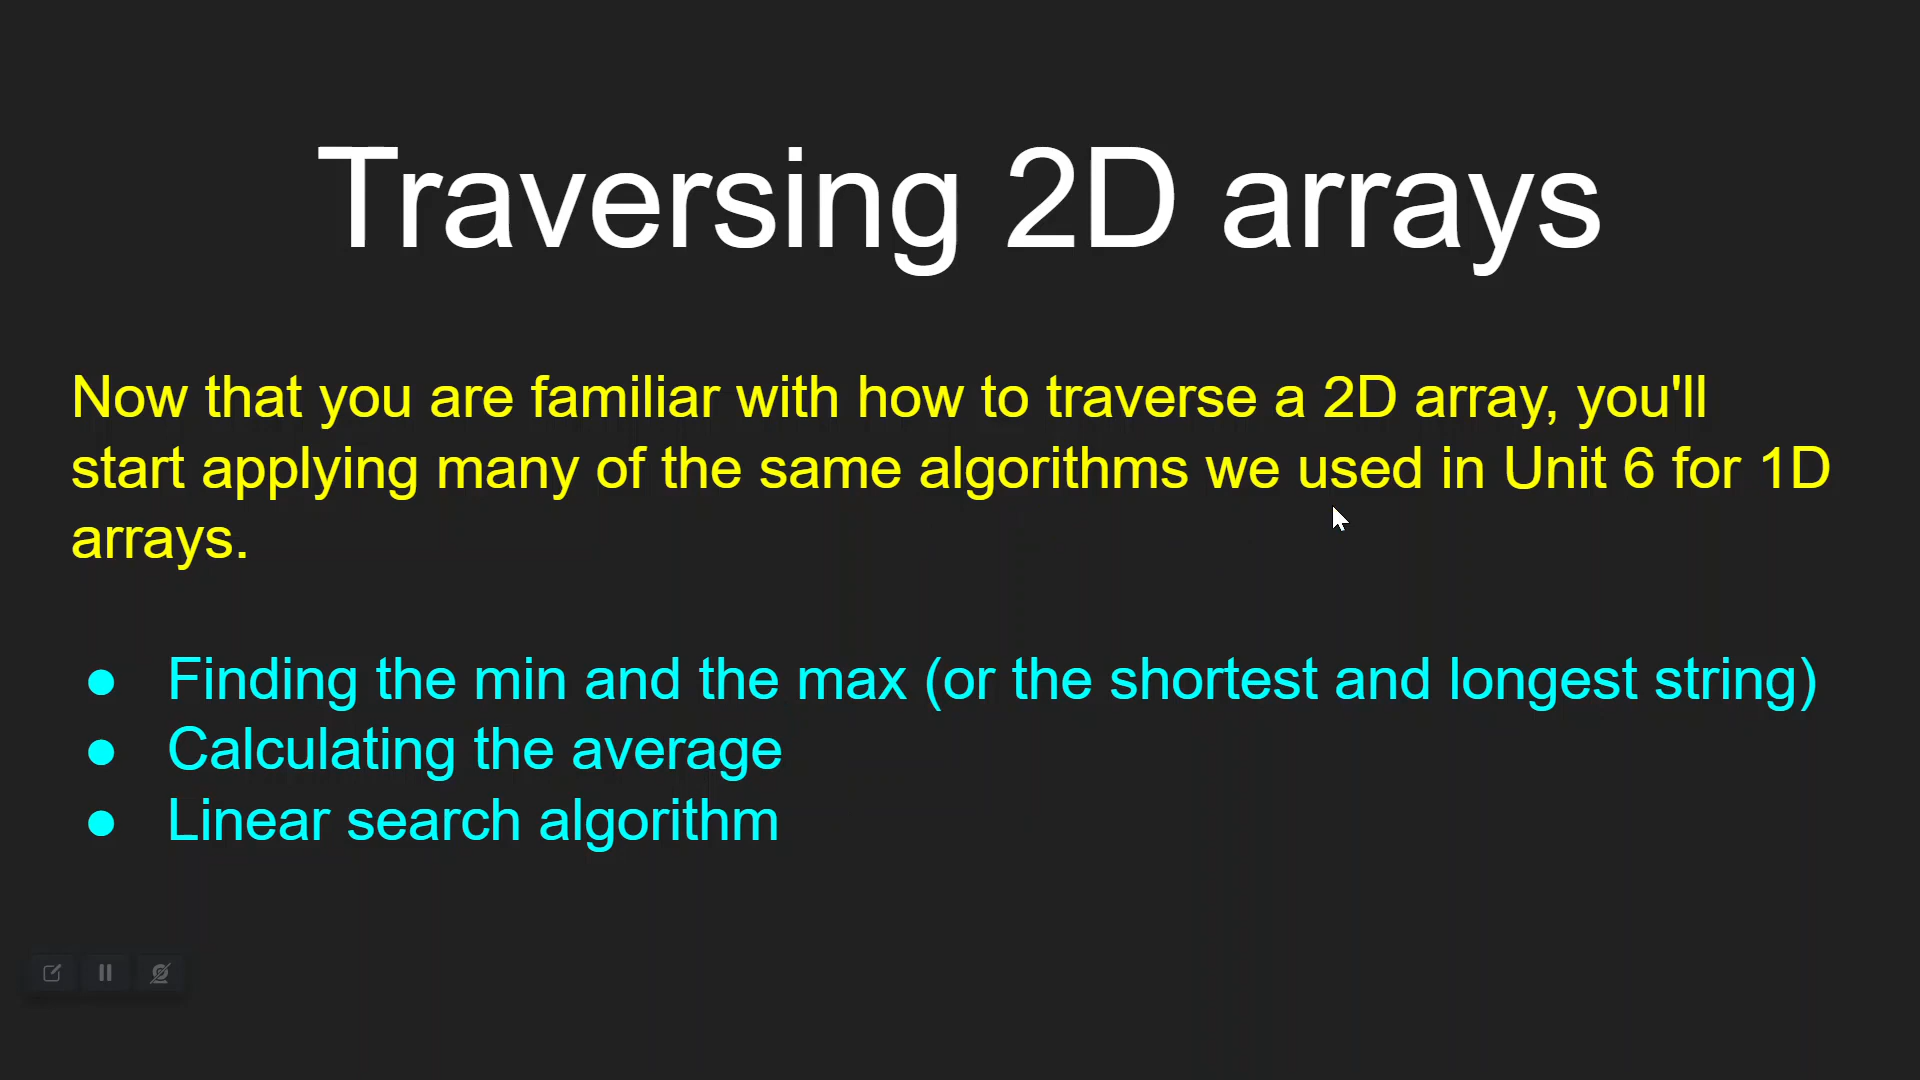 Traversing 2D arrays
Now that you are familiar with how to traverse a 2D array, you'll
start applying many of the same algorithms we used in Unit 6 for 1D
arrays.
● Finding the min and the max (or the shortest and longest string)
● Calculating the average
● Linear search algorithm